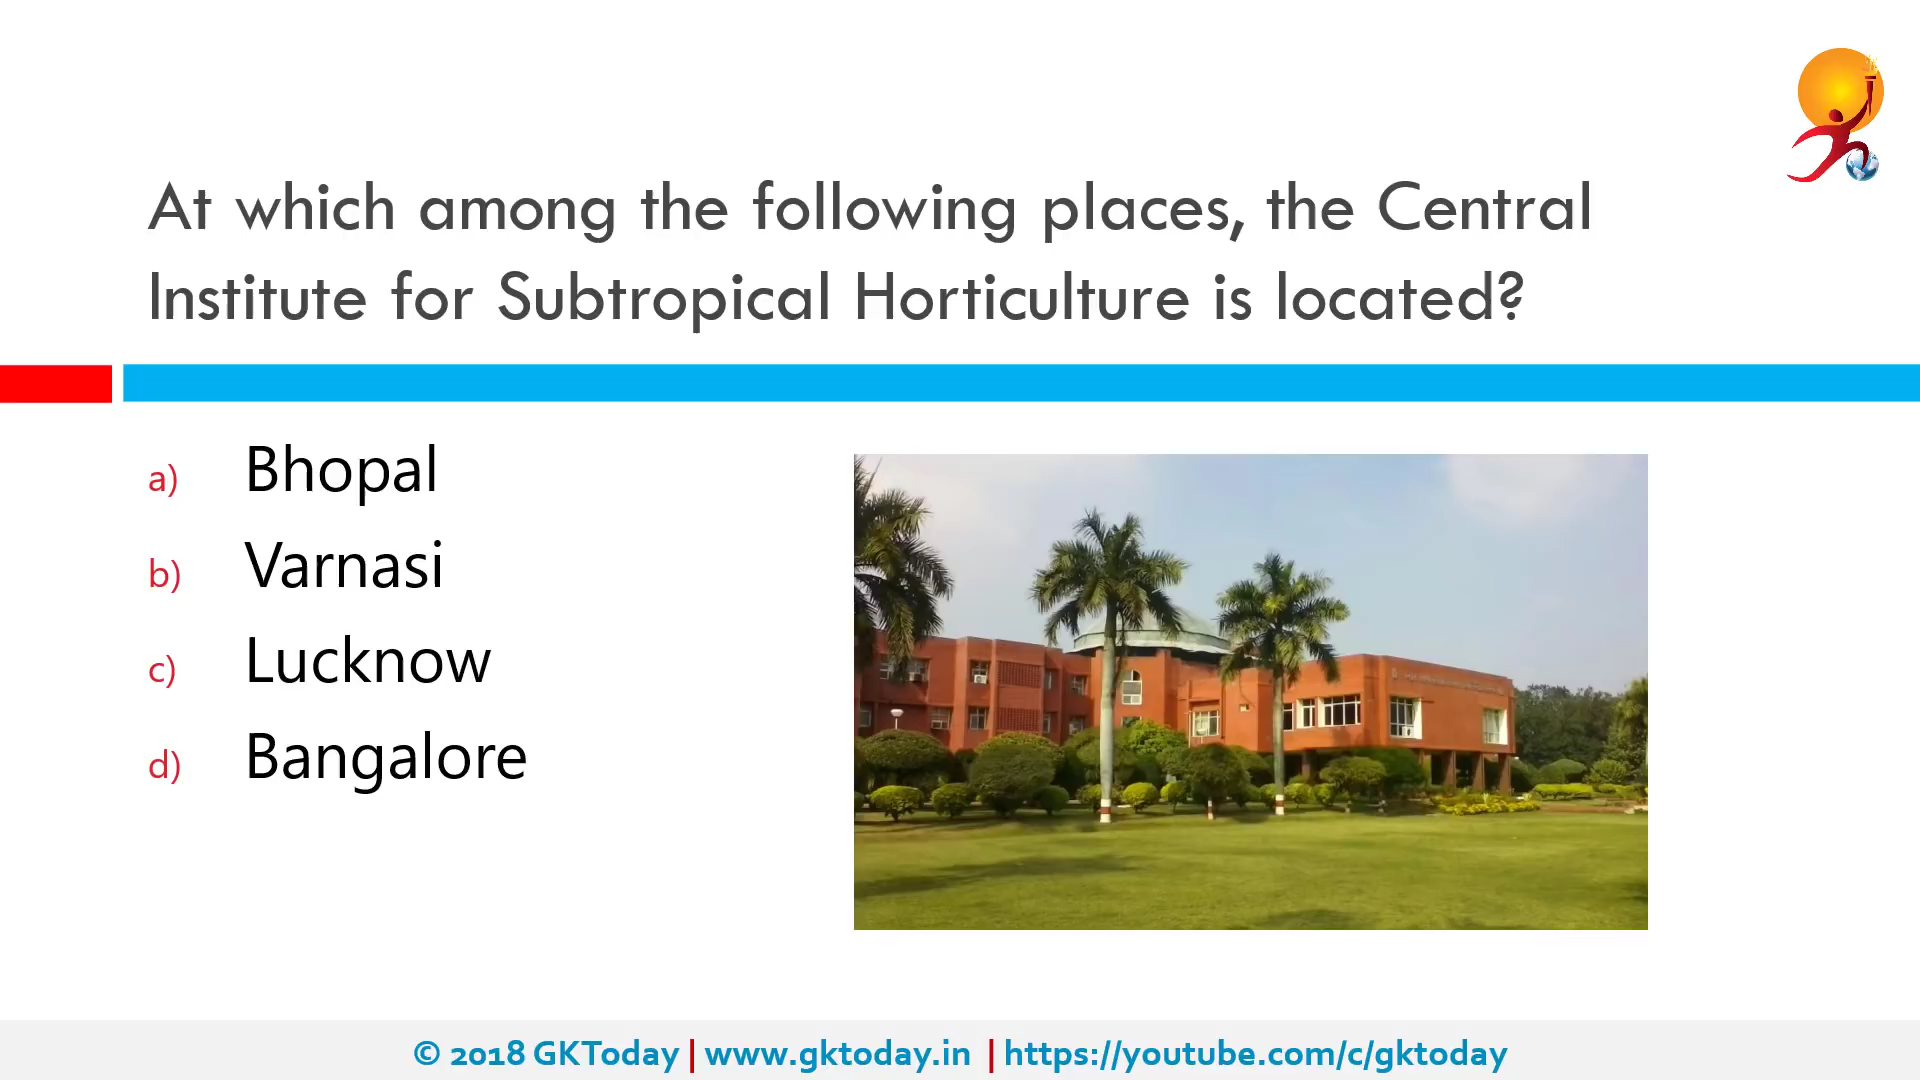 At which among the following places, the Central
Institute for Subtropical Horticulture is located?
a) Bhopal
b) Varnasi
c) Lucknow
d) Bangalore
© 2018 GKToday | www.gktoday.in | https://youtube.com/c/gktoday